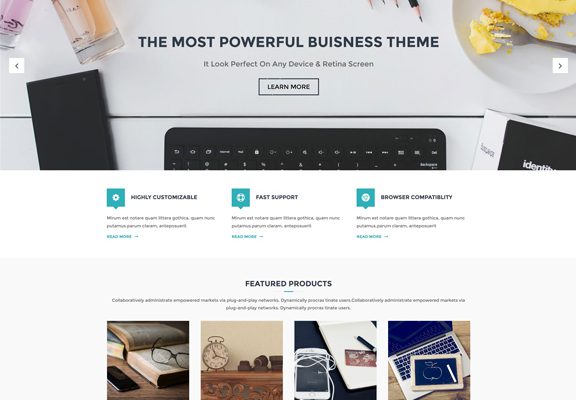 THE MOST POWERFUL BUISNESS THEME
It Look Perfect On Any Device & Retina Screen
LEARN MORE
identity
HIGHLY CUSTOMIZABLE
FAST SUPPORT
BROWSER COMPATIBLITY
Mirum est notare quam littera gothica, quam nunc
putamus parum claram, anteposuerit
READ MORE →
Mirum est notare quam littera gothica, quam nunc
putamus parum claram, anteposuerit
READ MORE →
Mirum est notare quam littera gothica, quam nunc
putamus parum claram, anteposuerit
READ MORE →
FEATURED PRODUCTS
Collaboratively administrate empowered markets via plug-and-play networks. Dynamically procras tinate users.Collaboratively administrate empowered markets via
plug-and-play networks. Dynamically procras tinate users.